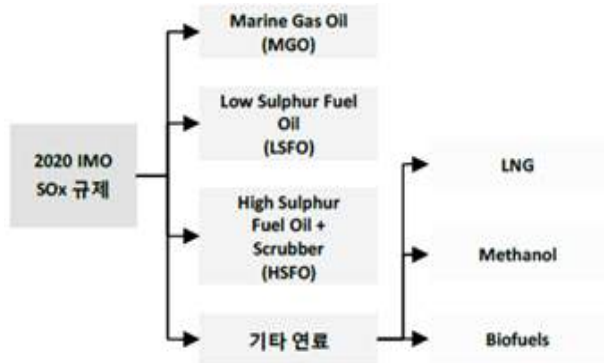 2020 IMO
SOx 규제
Marine Gas Oil
(MGO)
Low Sulphur Fuel
Oil
(LSFO)
High Sulphur
Fuel Oil +
Scrubber
(HSFO)
기타 연료
LNG
Methanol
Biofuels